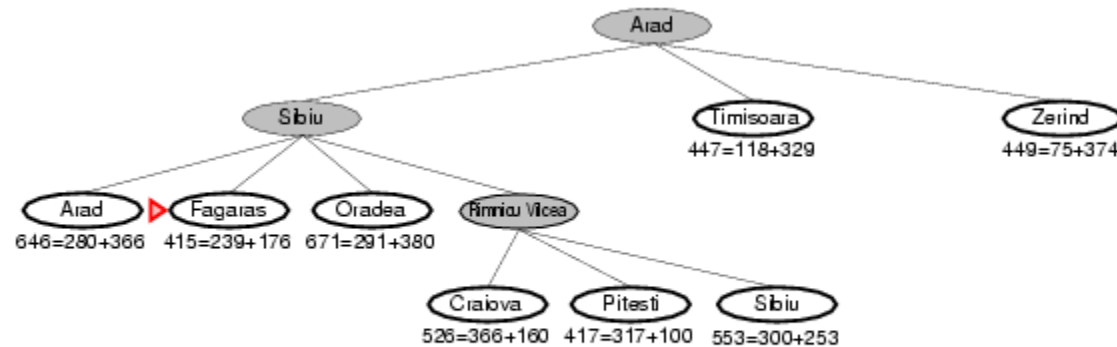 Arad
Sibiu
Timisoara
Zerind
447=118+329
449=75+374
Arad
Fagaras
Oradea
Rimnicu Vilcea
646=280+366
415=239+176
671=291+380
Craiova
Pitesti
Sibiu
526=366+160
417=317+100
553=300+253